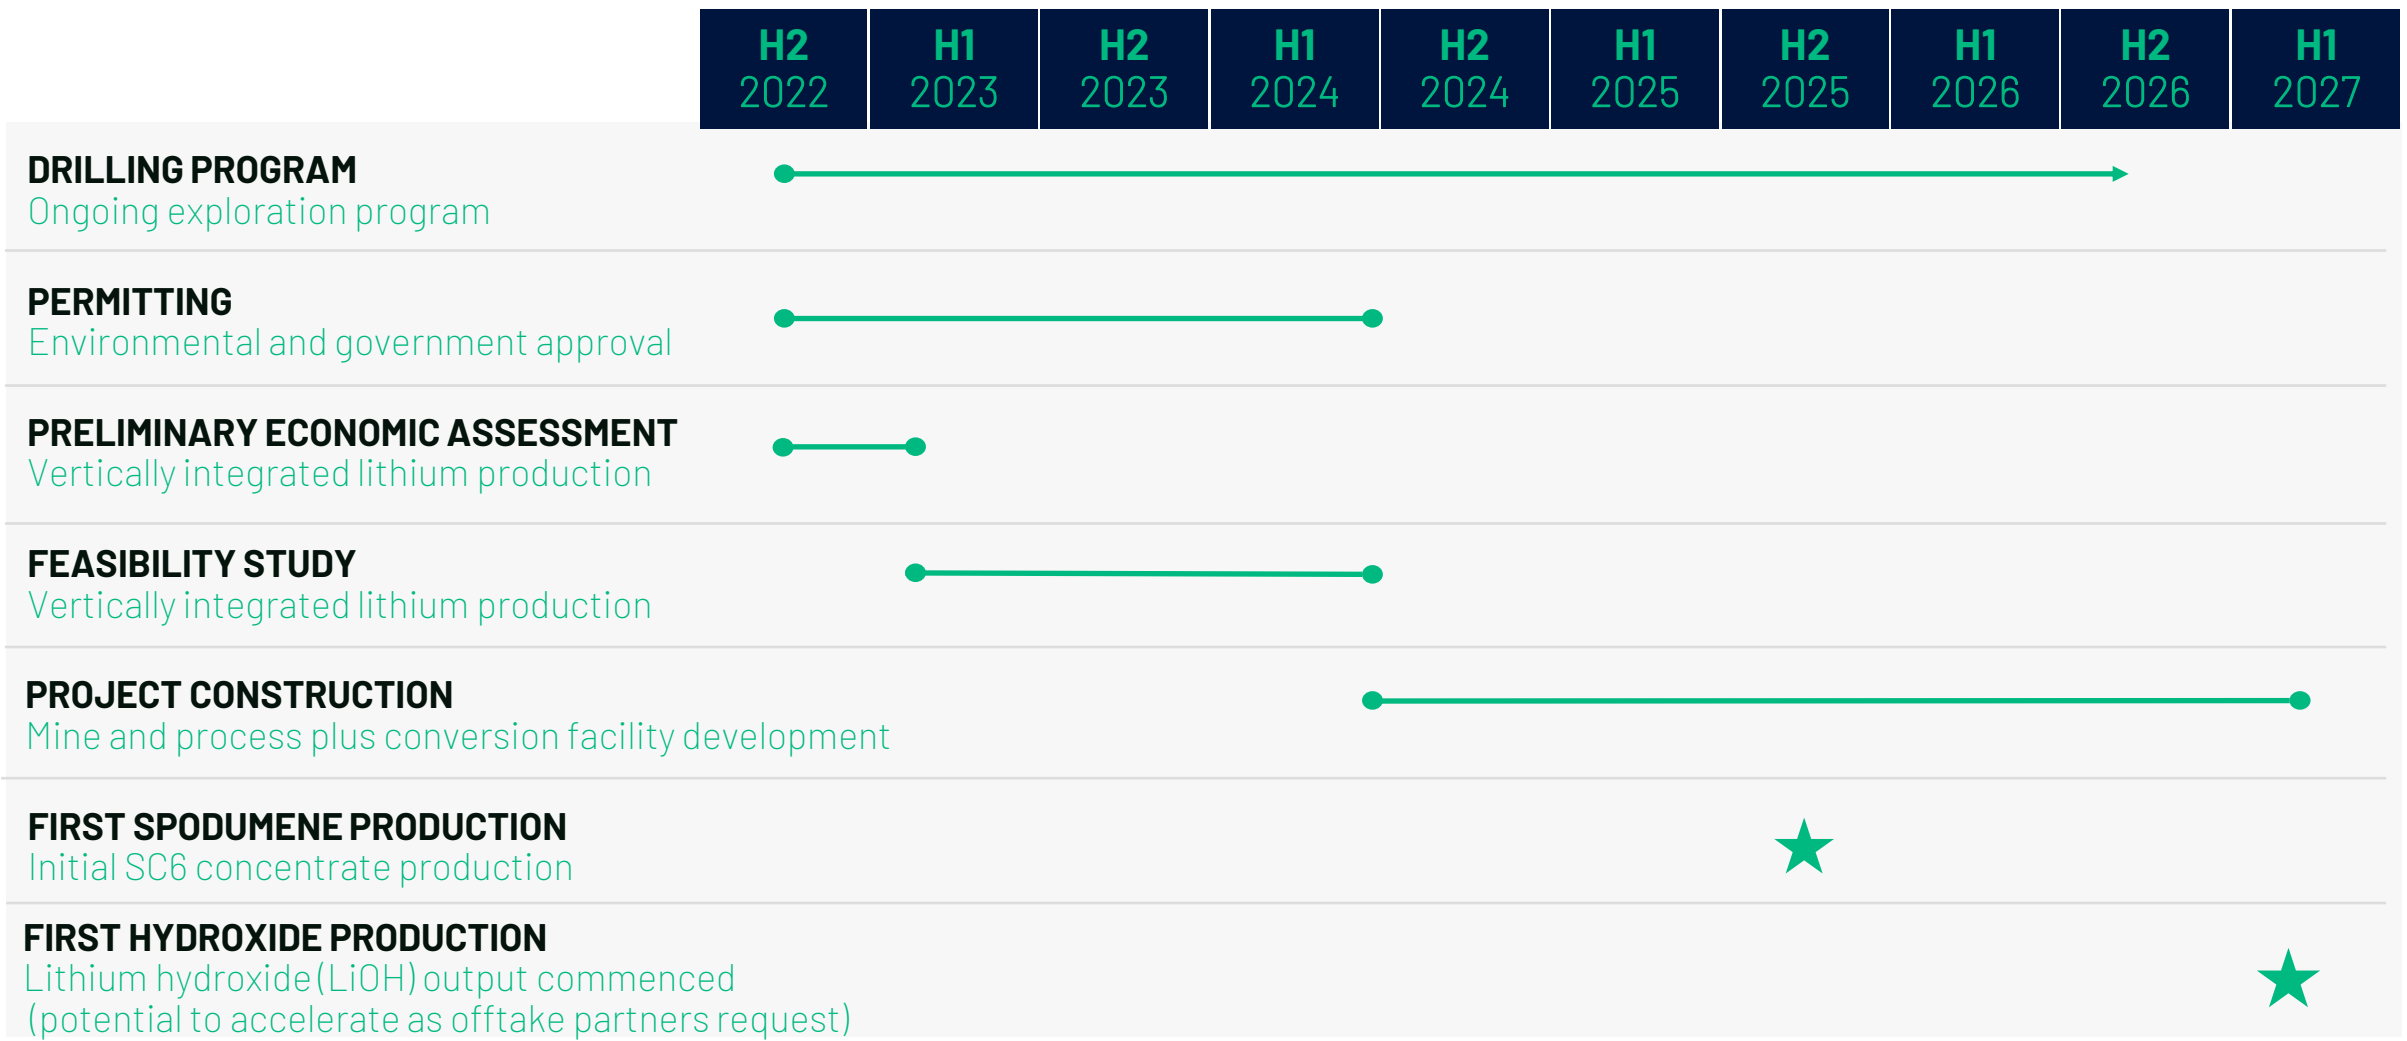 H2 H1 H2 H1 H2 H1 H2 H1 H2 H1
2022 2023 2023 2024 2024 2025 2025 2026 2026 2027
DRILLING PROGRAM
Ongoing exploration program
PERMITTING
Environmental and government approval
PRELIMINARY ECONOMIC ASSESSMENT
Vertically integrated lithium production
FEASIBILITY STUDY
Vertically integrated lithium production
PROJECT CONSTRUCTION
Mine and process plus conversion facility development
FIRST SPODUMENE PRODUCTION
Initial SC6 concentrate production
FIRST HYDROXIDE PRODUCTION
Lithium hydroxide (LiOH) output commenced
(potential to accelerate as offtake partners request)